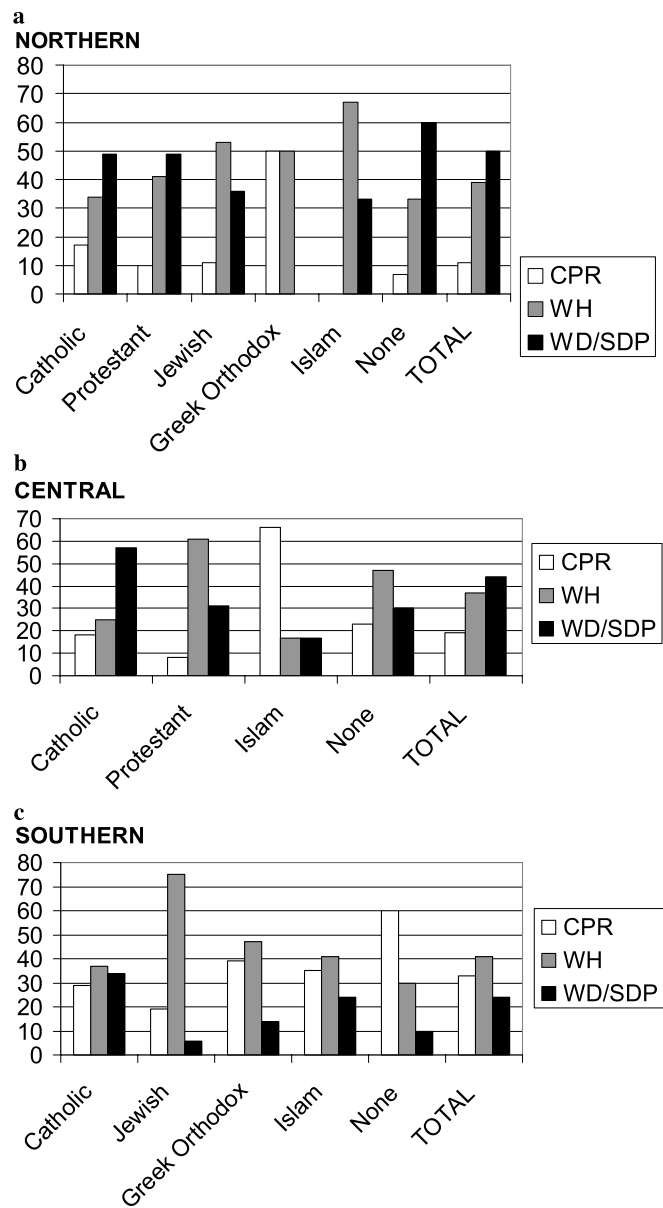 a
NORTHERN
80
70
60
50
40
30
20
10
0
Catholic
Protestant
Jewish
Greek Orthodox
Islam
None
TOTAL
CPR
WH
WD/SDP
b
CENTRAL
70
60
50
40
30
20
10
0
Catholic
Protestant
Islam
None
TOTAL
CPR
WH
WD/SDP
c
SOUTHERN
80
70
60
50
40
30
20
10
0
Catholic
Jewish
Greek Orthodox
Islam
None
TOTAL
CPR
WH
WD/SDP